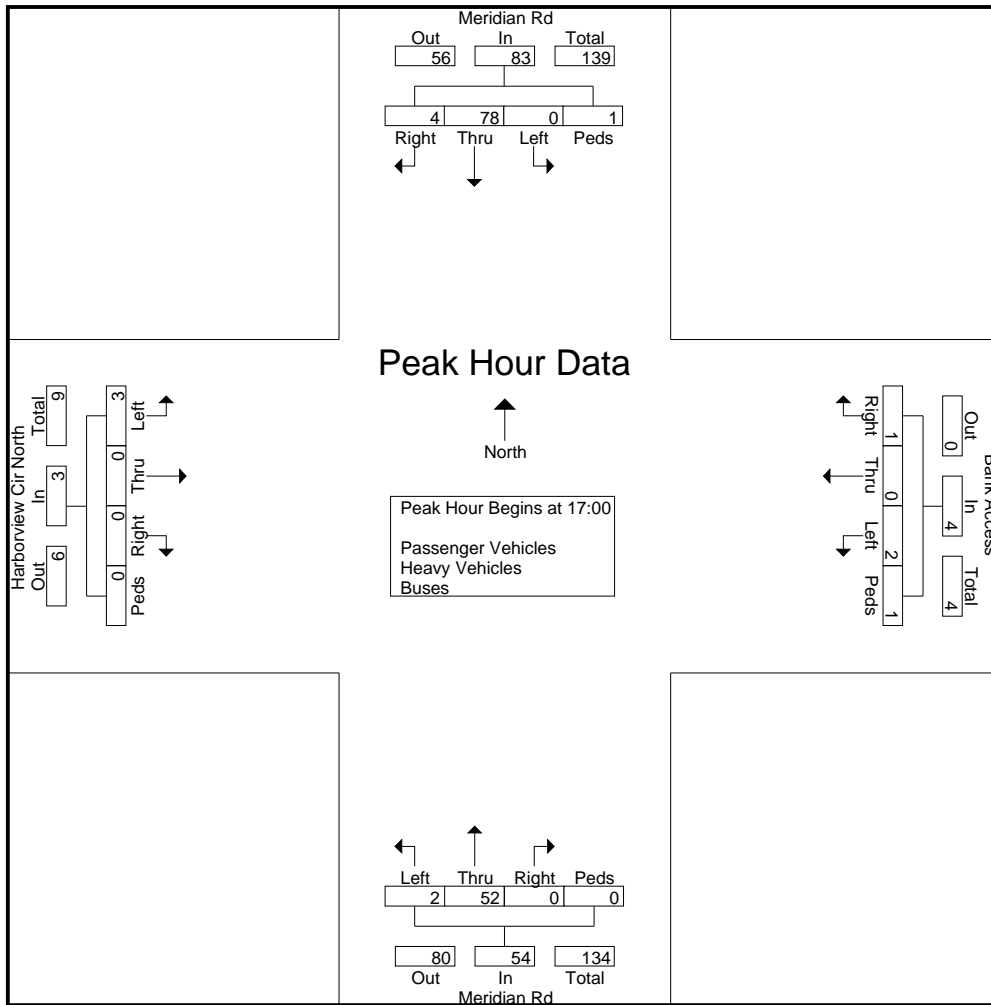 Meridian Rd
Out In Total
56 83 139
4 78 0 1
Right Thru Left Peds
Peak Hour Data
North
Peak Hour Begins at 17:00
Passenger Vehicles
Heavy Vehicles
Buses
Harborview Cir North
Total In Out
9 3 6
3 0 0 0
Left Thru Right Peds
Bank Access
Out In Total
0 4 4
1 0 2 1
Right Thru Left Peds
Left Thru Right Peds
2 52 0 0
80 54 134
Out In Total
Meridian Rd